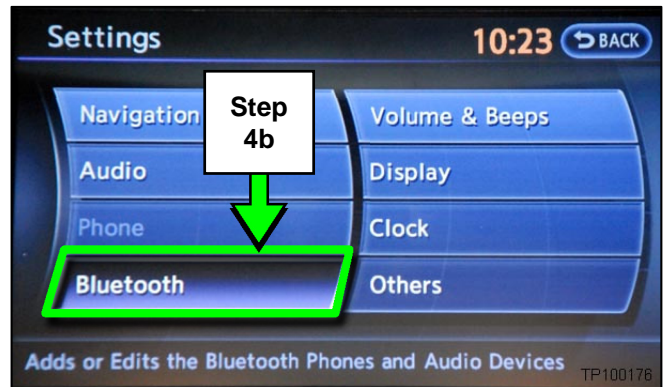 Settings
10:23
BACK
Navigation
Step
4b
Volume & Beeps
Audio
Display
Phone
Clock
Bluetooth
Others
Adds or Edits the Bluetooth Phones and Audio Devices
TP100176